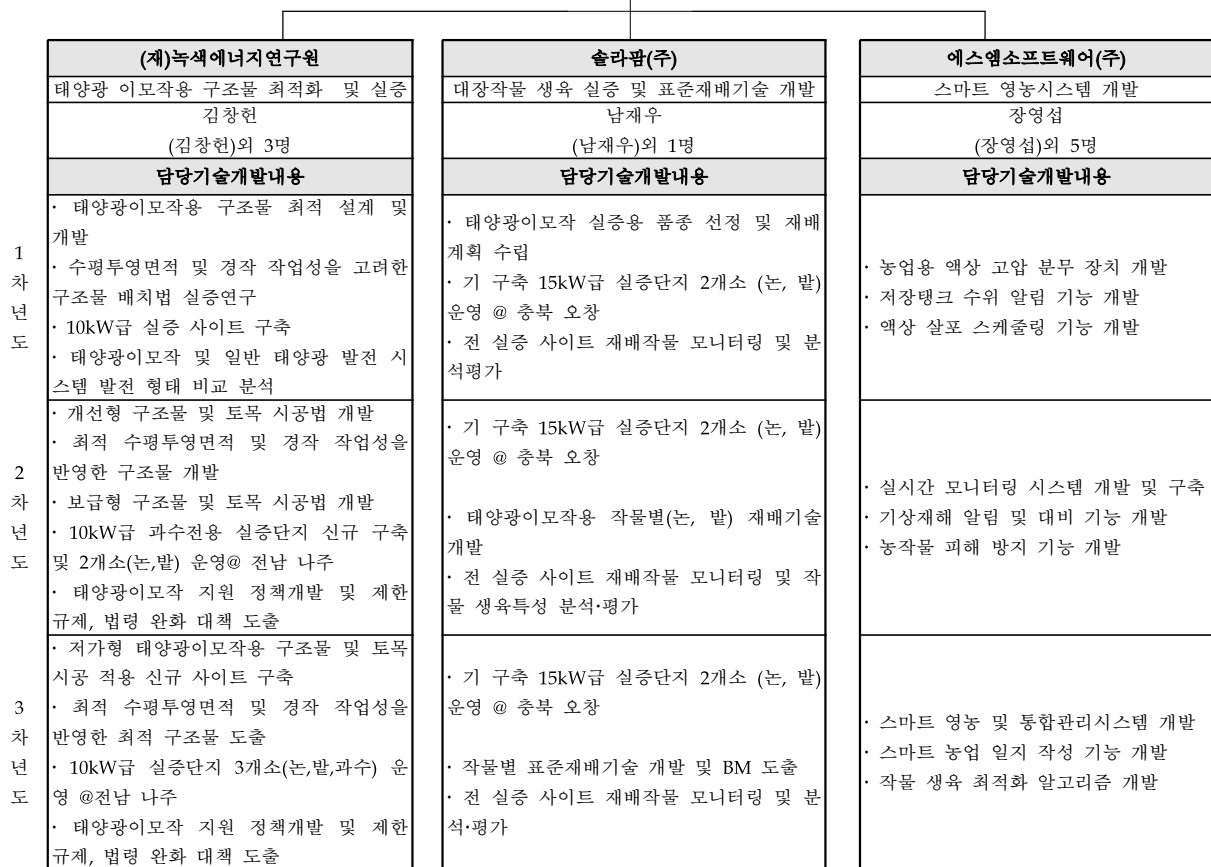 (재)녹색에너지연구원
태양광 이모작용 구조물 최적화 및 실증
김창헌
(김창헌)외 3명
담당기술개발내용
솔라팜(주)
대장작물 생육 실증 및 표준재배기술 개발
남재우
(남재우)외 1명
담당기술개발내용
에스엠소프트웨어(주)
스마트 영농시스템 개발
장영섭
(장영섭)외 5명
담당기술개발내용
1
차
년
도
· 태양광이모작용 구조물 최적 설계 및
개발
· 수평투영면적 및 경작 작업성을 고려한
구조물 배치법 실증연구
· 10kW급 실증 사이트 구축
· 태양광이모작 및 일반 태양광 발전 시
스템 발전 형태 비교 분석
· 태양광이모작 실증용 품종 선정 및 재배
계획 수립
· 기 구축 15kW급 실증단지 2개소 (논, 밭)
운영 @ 충북 오창
· 전 실증 사이트 재배작물 모니터링 및 분
석평가
· 농업용 액상 고압 분무 장치 개발
· 저장탱크 수위 알림 기능 개발
· 액상 살포 스케줄링 기능 개발
2
차
년
도
· 개선형 구조물 및 토목 시공법 개발
· 최적 수평투영면적 및 경작 작업성을
반영한 구조물 개발
· 보급형 구조물 및 토목 시공법 개발
· 10kW급 과수전용 실증단지 신규 구축
및 2개소(논,밭) 운영@ 전남 나주
· 태양광이모작 지원 정책개발 및 제한
규제, 법령 완화 대책 도출
· 기 구축 15kW급 실증단지 2개소 (논, 밭)
운영 @ 충북 오창
· 태양광이모작용 작물별(논, 밭) 재배기술
개발
· 전 실증 사이트 재배작물 모니터링 및 작
물 생육특성 분석·평가
· 실시간 모니터링 시스템 개발 및 구축
· 기상재해 알림 및 대비 기능 개발
· 농작물 피해 방지 기능 개발
3
차
년
도
· 저가형 태양광이모작용 구조물 및 토목
시공 적용 신규 사이트 구축
· 최적 수평투영면적 및 경작 작업성을
반영한 최적 구조물 도출
· 10kW급 실증단지 3개소(논,밭,과수) 운
영 @전남 나주
· 태양광이모작 지원 정책개발 및 제한
규제, 법령 완화 대책 도출
· 기 구축 15kW급 실증단지 2개소 (논, 밭)
운영 @ 충북 오창
· 작물별 표준재배기술 개발 및 BM 도출
· 전 실증 사이트 재배작물 모니터링 및 분
석·평가
· 스마트 영농 및 통합관리시스템 개발
· 스마트 농업 일지 작성 기능 개발
· 작물 생육 최적화 알고리즘 개발